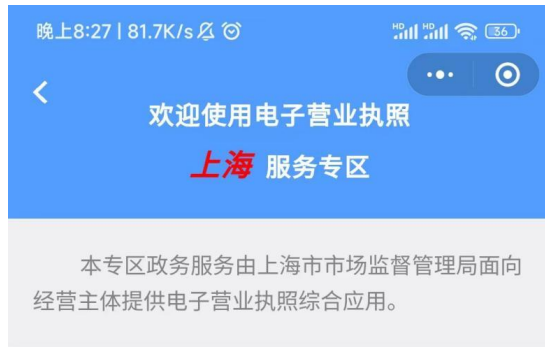 晚上8:27 | 81.7K/s
HD HD 36
欢迎使用电子营业执照
上海 服务专区
本专区政务服务由上海市市场监督管理局面向
经营主体提供电子营业执照综合应用。